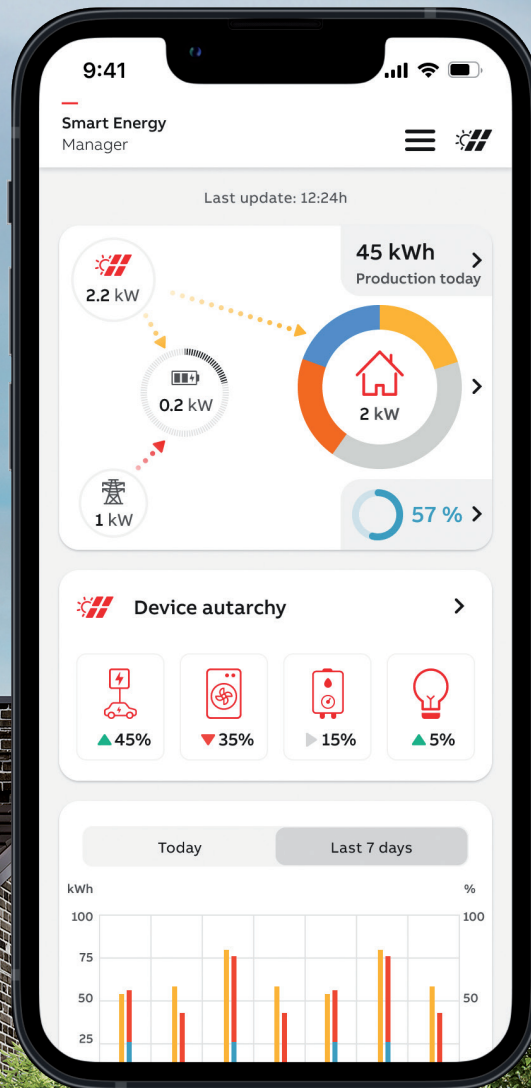 9:41
Smart Energy
Manager
Last update: 12:24h
45 kWh
Production today
2.2 kW
0.2 kW
2 kW
1 kW
57 %
Device autarchy
45%
35%
15%
5%
Today
Last 7 days
kWh
%
100
100
75
50
50
25